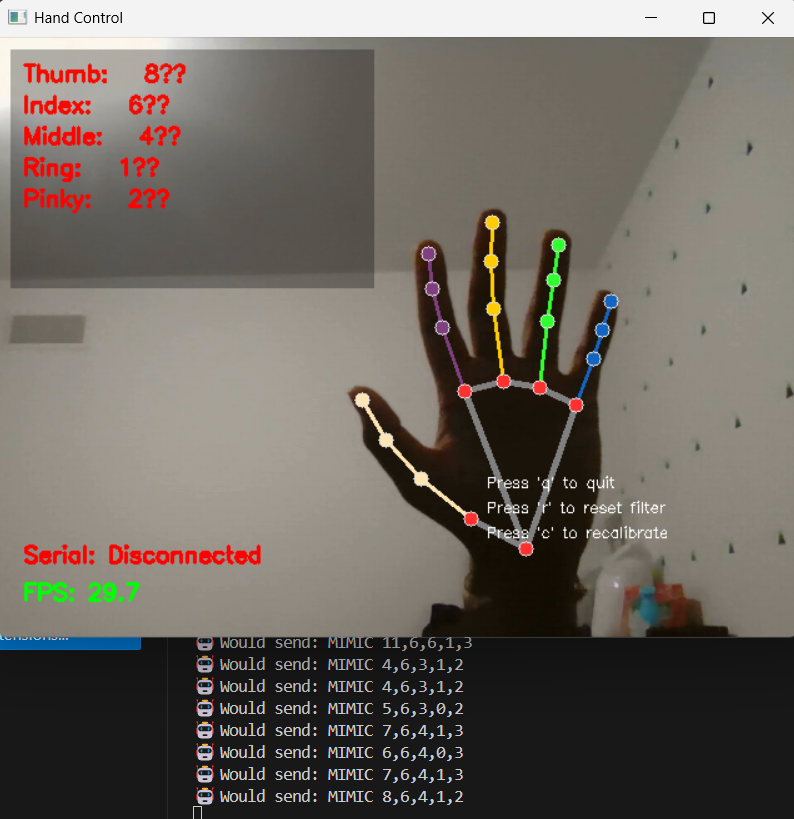 Hand Control
Thumb: 8??
Index: 6??
Middle: 4??
Ring: 1??
Pinky: 2??
Press 'q' to quit
Press 'r' to reset filter
Press 'c' to recalibrate
Serial: Disconnected
FPS: 29.7
tensions...
Would send: MIMIC 11,6,6,1,3
Would send: MIMIC 4,6,3,1,2
Would send: MIMIC 4,6,3,1,2
Would send: MIMIC 5,6,3,0,2
Would send: MIMIC 7,6,4,1,3
Would send: MIMIC 6,6,4,0,3
Would send: MIMIC 7,6,4,1,3
Would send: MIMIC 8,6,4,1,2